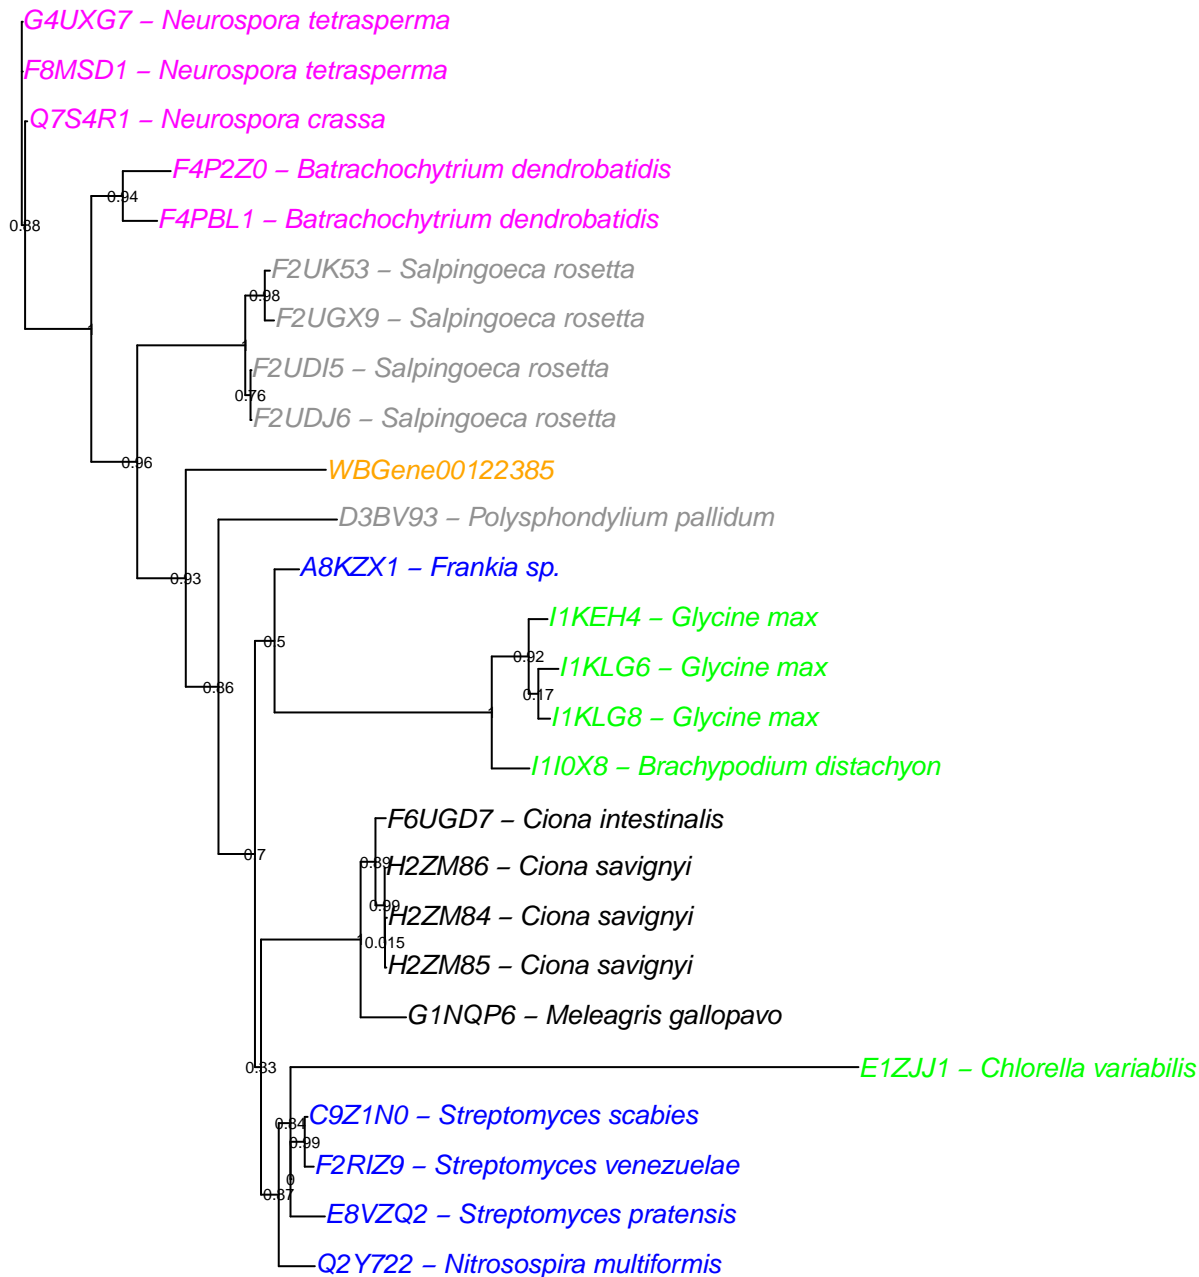 G4UXG7 – Neurospora tetrasperma
F8MSD1 – Neurospora tetrasperma
Q7S4R1 – Neurospora crassa
F4P2Z0 – Batrachochytrium dendrobatidis
0.94
F4PBL1 – Batrachochytrium dendrobatidis
0.88
F2UK53 – Salpingoeca rosetta
0.98
F2UGX9 – Salpingoeca rosetta
1
1
F2UDI5 – Salpingoeca rosetta
0.76
F2UDJ6 – Salpingoeca rosetta
0.96
WBGene00122385
D3BV93 – Polysphondylium pallidum
A8KZX1 – Frankia sp.
0.93
I1KEH4 – Glycine max
0.5
0.92
I1KLG6 – Glycine max
0.86
0.17
I1KLG8 – Glycine max
1
I1I0X8 – Brachypodium distachyon
F6UGD7 – Ciona intestinalis
0.7
0.89
H2ZM86 – Ciona savignyi
0.99
H2ZM84 – Ciona savignyi
1
0.015
H2ZM85 – Ciona savignyi
G1NQP6 – Meleagris gallopavo
0.33
E1ZJJ1 – Chlorella variabilis
C9Z1N0 – Streptomyces scabies
0.84
0.99
F2RIZ9 – Streptomyces venezuelae
0
0.87
E8VZQ2 – Streptomyces pratensis
Q2Y722 – Nitrosospira multiformis